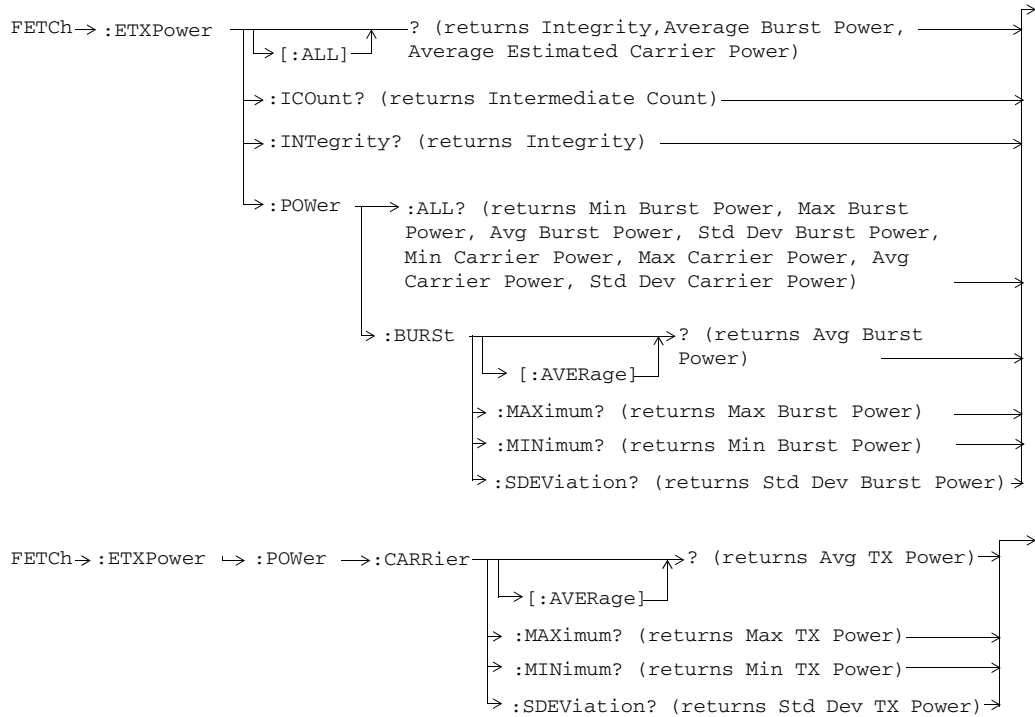 FETCh :ETXPower ? (returns Integrity,Average Burst Power,
[:ALL] Average Estimated Carrier Power)
:ICOunt? (returns Intermediate Count)
:INTegrity? (returns Integrity)
:POWer :ALL? (returns Min Burst Power, Max Burst
Power, Avg Burst Power, Std Dev Burst Power,
Min Carrier Power, Max Carrier Power, Avg
Carrier Power, Std Dev Carrier Power)
:BURSt ? (returns Avg Burst
Power)
[:AVERage]
:MAXimum? (returns Max Burst Power)
:MINimum? (returns Min Burst Power)
:SDEViation? (returns Std Dev Burst Power)
FETCh :ETXPower :POWer :CARRier ? (returns Avg TX Power)
[:AVERage]
:MAXimum? (returns Max TX Power)
:MINimum? (returns Min TX Power)
:SDEViation? (returns Std Dev TX Power)